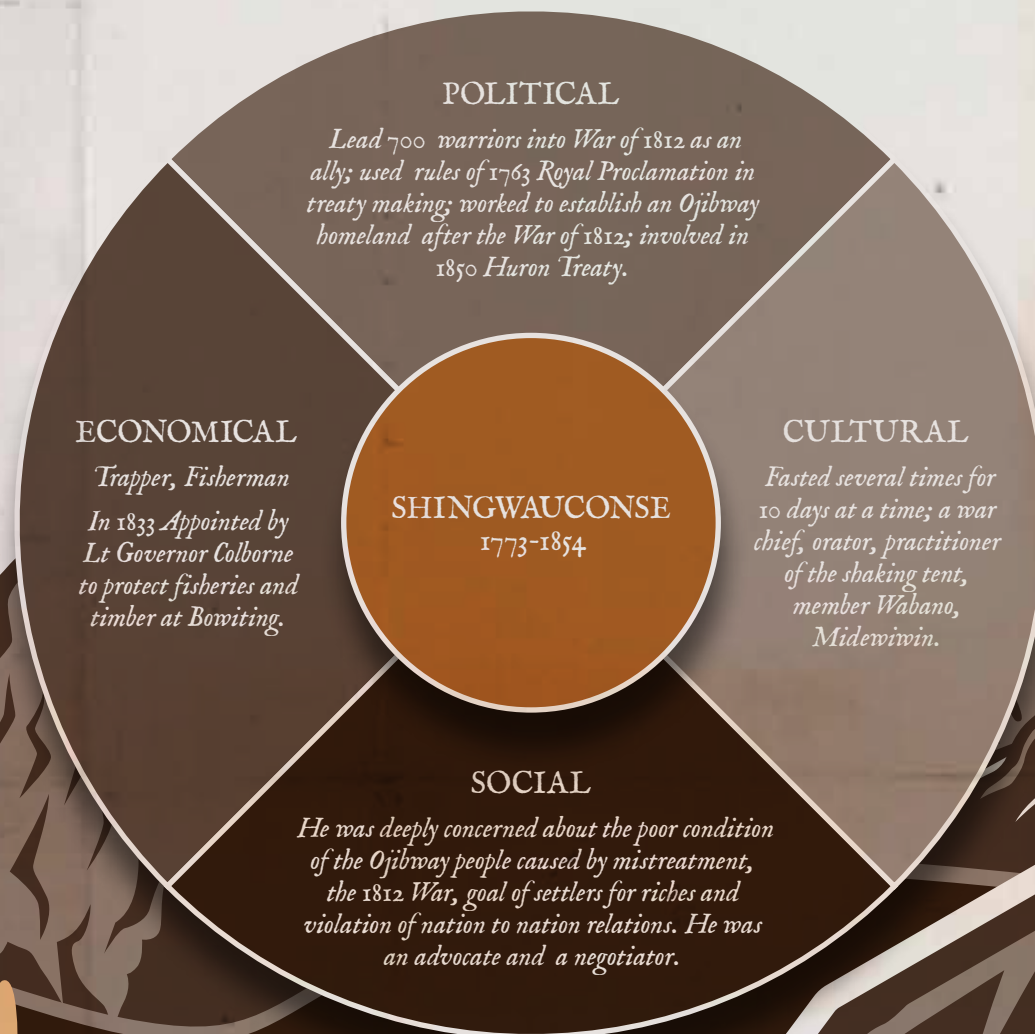 POLITICAL
Lead 700 warriors into War of 1812 as an
ally; used rules of 1763 Royal Proclamation in
treaty making; worked to establish an Ojibway
homeland after the War of 1812; involved in
1850 Huron Treaty.
ECONOMICAL
Trapper, Fisherman
In 1833 Appointed by
Lt Governor Colborne
to protect fisheries and
timber at Bowiting.
SHINGWAUCONSE
1773-1854
CULTURAL
Fasted several times for
10 days at a time; a war
chief, orator, practitioner
of the shaking tent,
member Wabano,
Midewiwin.
SOCIAL
He was deeply concerned about the poor condition
of the Ojibway people caused by mistreatment,
the 1812 War, goal of settlers for riches and
violation of nation to nation relations. He was
an advocate and a negotiator.